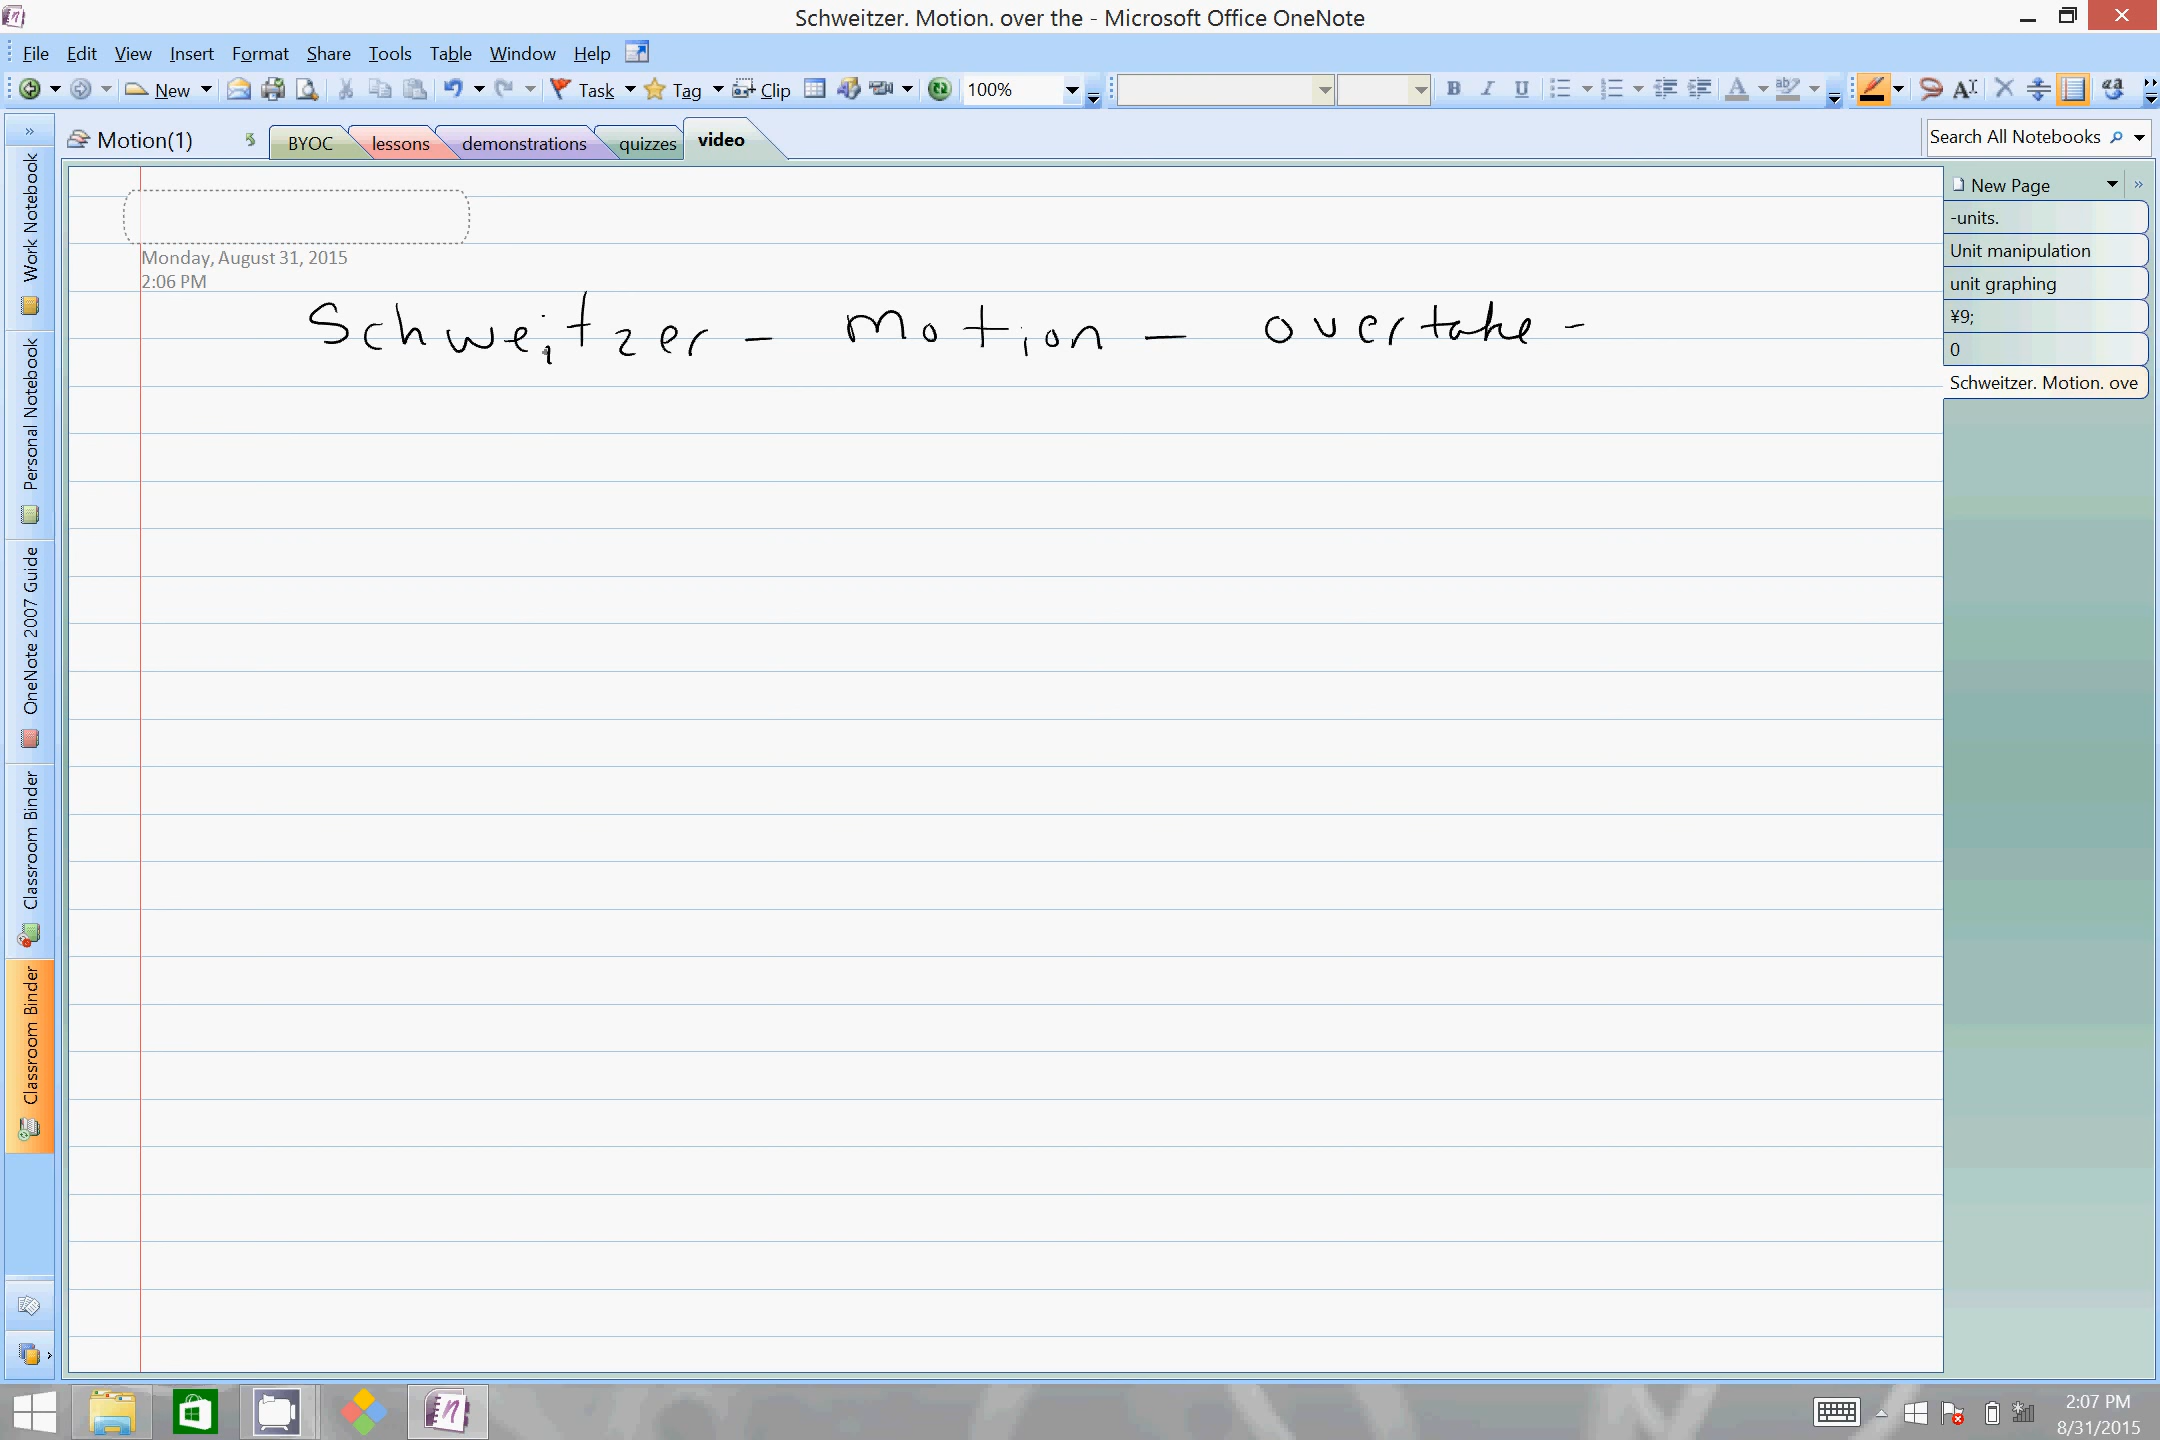 Schweitzer. Motion. over the - Microsoft Office OneNote
File Edit View Insert Format Share Tools Table Window Help
New Task Tag Clip 100% B I U A ab A
Motion(1) BYOC lessons demonstrations quizzes video Search All Notebooks
New Page
-units.
Unit manipulation
unit graphing
¥9;
0
Schweitzer. Motion. ove
Work Notebook
Personal Notebook
OneNote 2007 Guide
Classroom Binder
Classroom Binder
Monday, August 31, 2015
2:06 PM
Schweitzer - Motion - overtake -
2:07 PM
8/31/2015